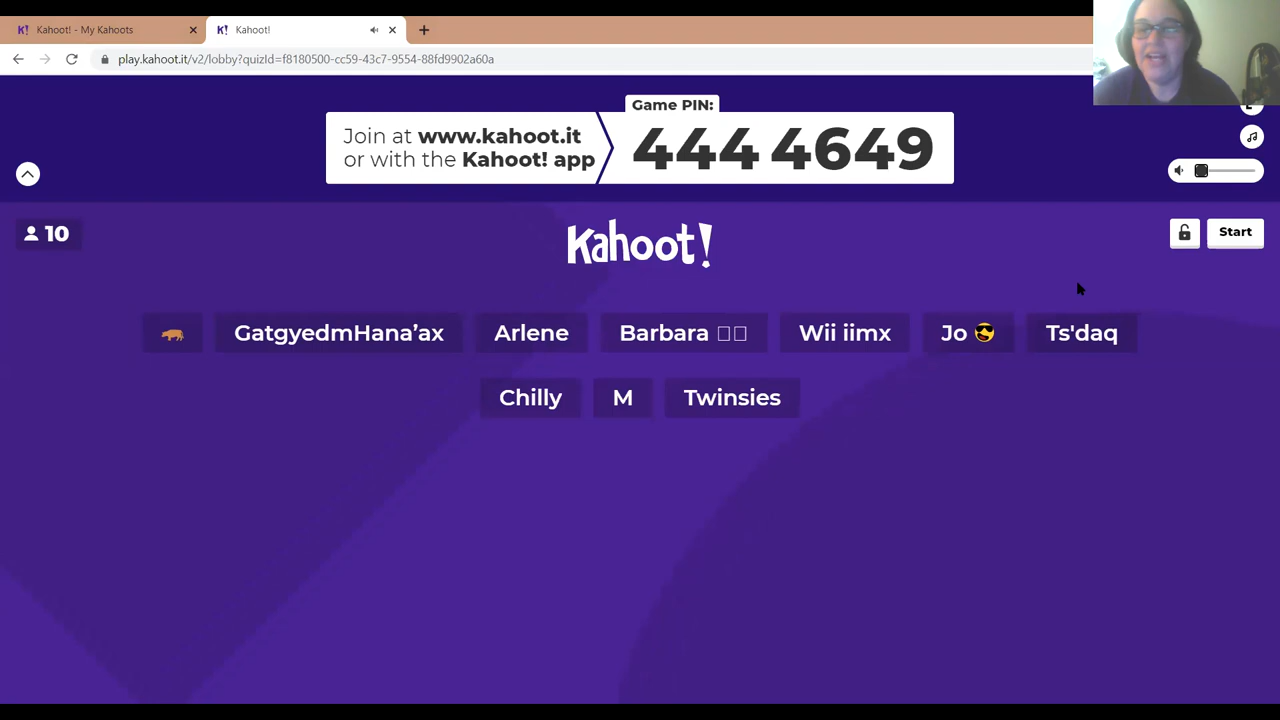 Kahoot! - My Kahoots
Kahoot!
play.kahoot.it/v2/lobby?quizId=f8180500-cc59-43c7-9554-88fd9902a60a
Game PIN:
Join at www.kahoot.it
or with the Kahoot! app
444 4649
10
Kahoot!
Start
GatgyedmHana’ax Arlene Barbara Wii iimx Jo 😎 Ts'daq
Chilly M Twinsies